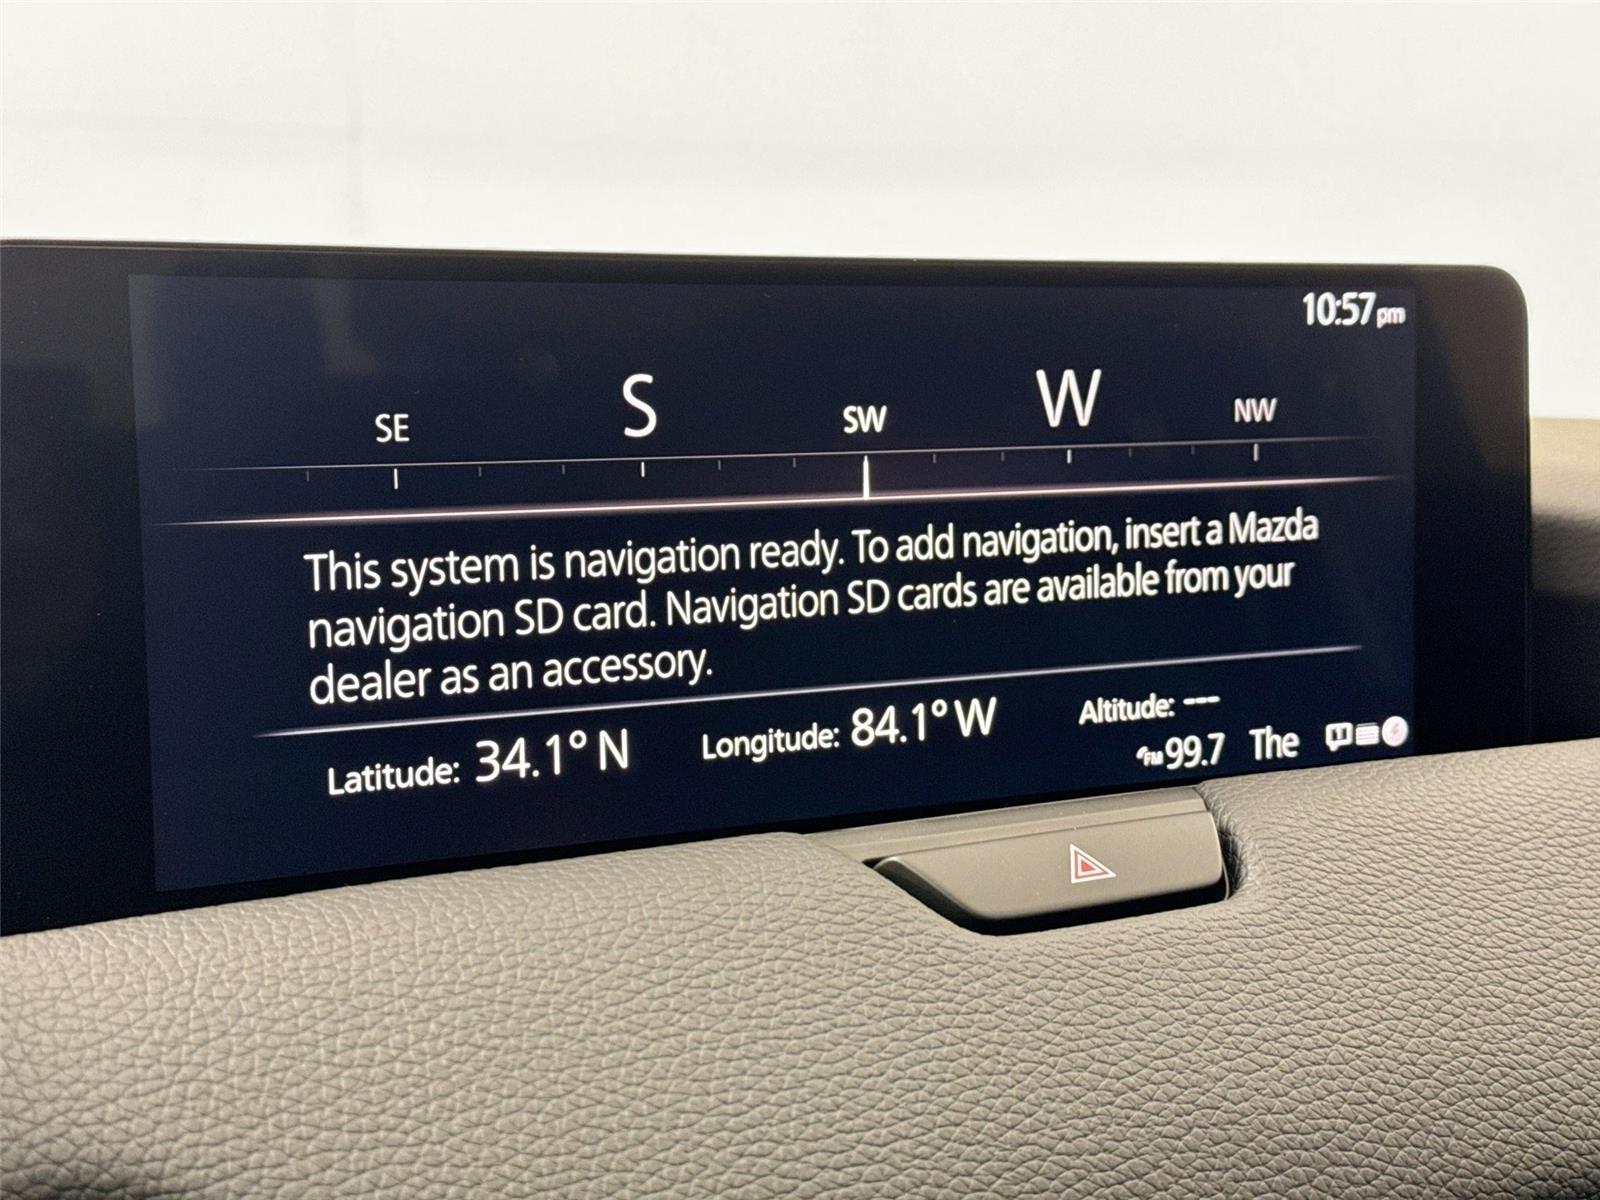 10:57pm
SE S SW W NW
This system is navigation ready. To add navigation, insert a Mazda
navigation SD card. Navigation SD cards are available from your
dealer as an accessory.
Latitude: 34.1° N Longitude: 84.1° W Altitude: ---
FM 99.7 The